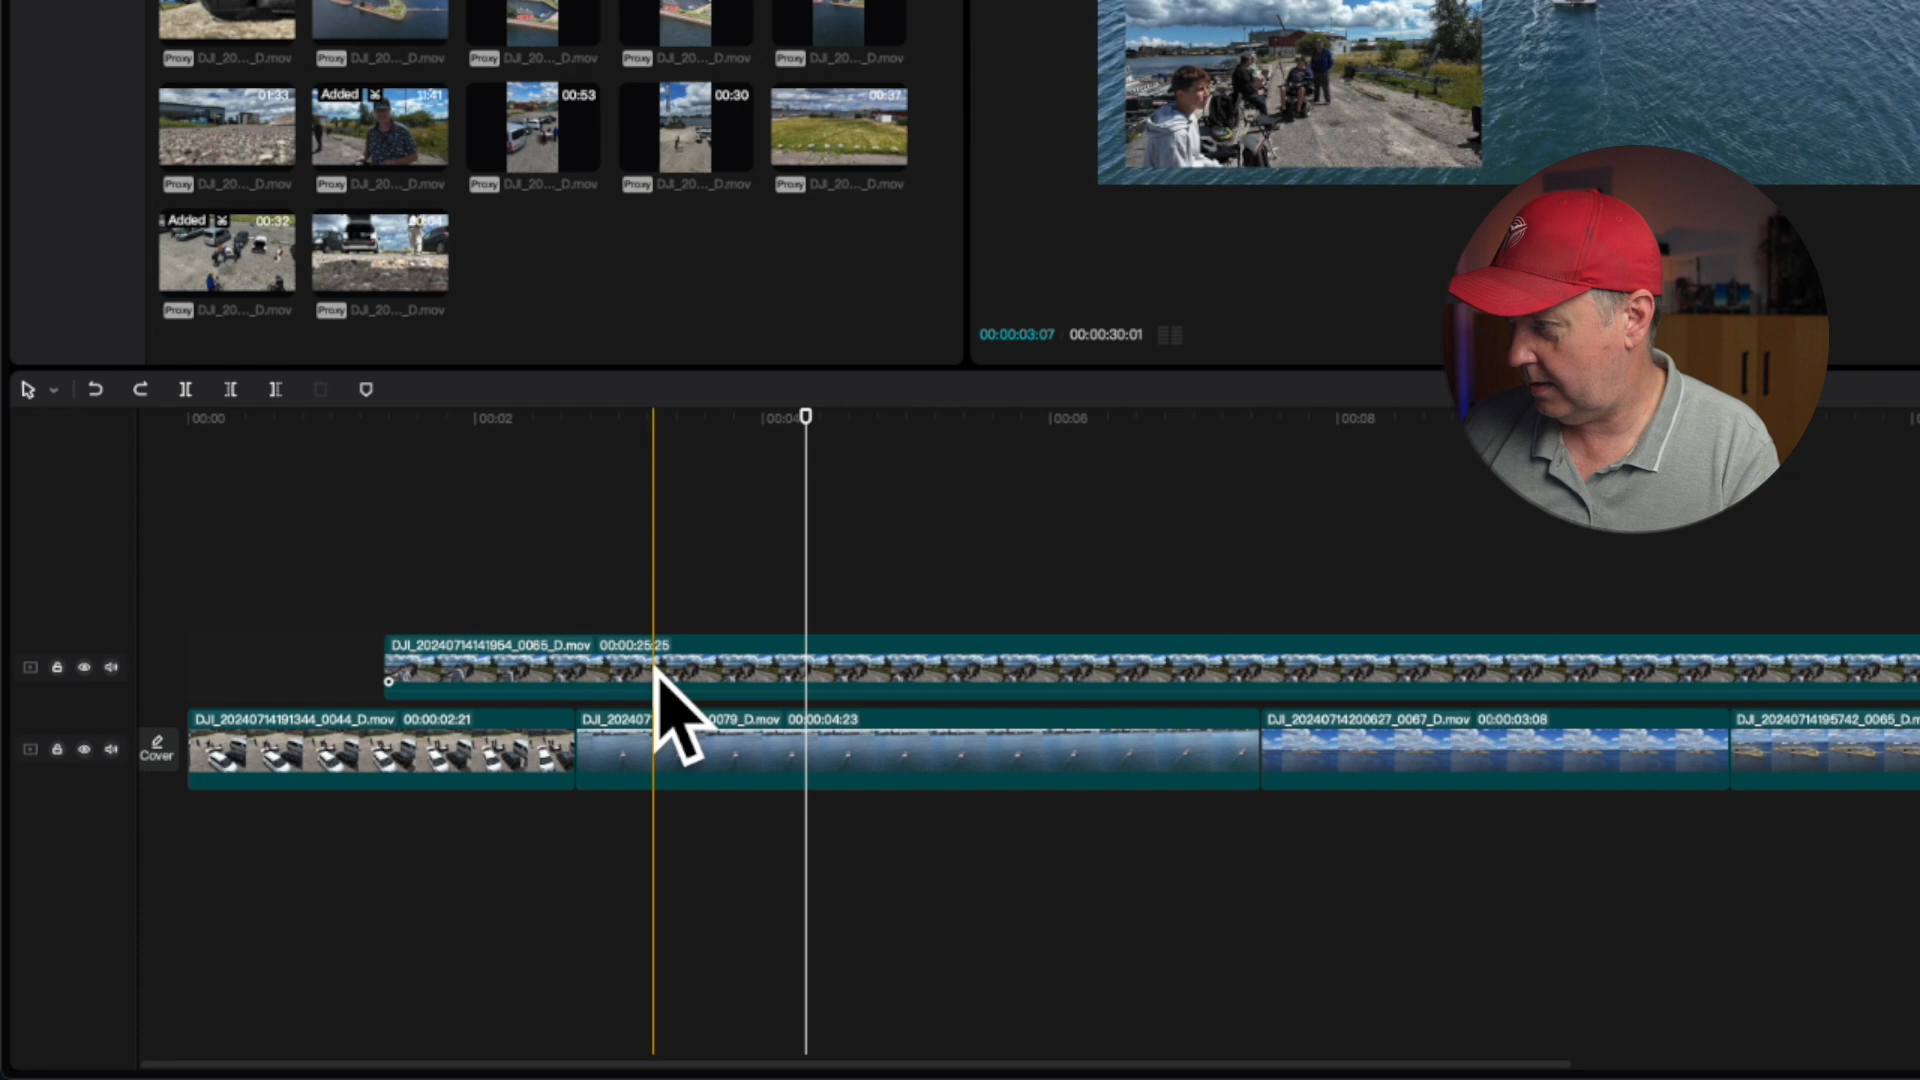 Proxy DJI_20..._D.mov Proxy DJI_20..._D.mov Proxy DJI_20..._D.mov Proxy DJI_20..._D.mov Proxy DJI_20..._D.mov
01:33 Added 11:41 00:53 00:30 00:37
Proxy DJI_20..._D.mov Proxy DJI_20..._D.mov Proxy DJI_20..._D.mov Proxy DJI_20..._D.mov Proxy DJI_20..._D.mov
Added 00:32
Proxy DJI_20..._D.mov Proxy DJI_20..._D.mov
00:00:03:07 00:00:30:01
00:00 00:02 00:04 00:06 00:08
DJI_20240714141954_0065_D.mov 00:00:25:25
DJI_20240714191344_0044_D.mov 00:00:02:21 DJI_202407 0079_D.mov 00:00:04:23 DJI_20240714200627_0067_D.mov 00:00:03:08 DJI_20240714195742_0065_D.m
Cover